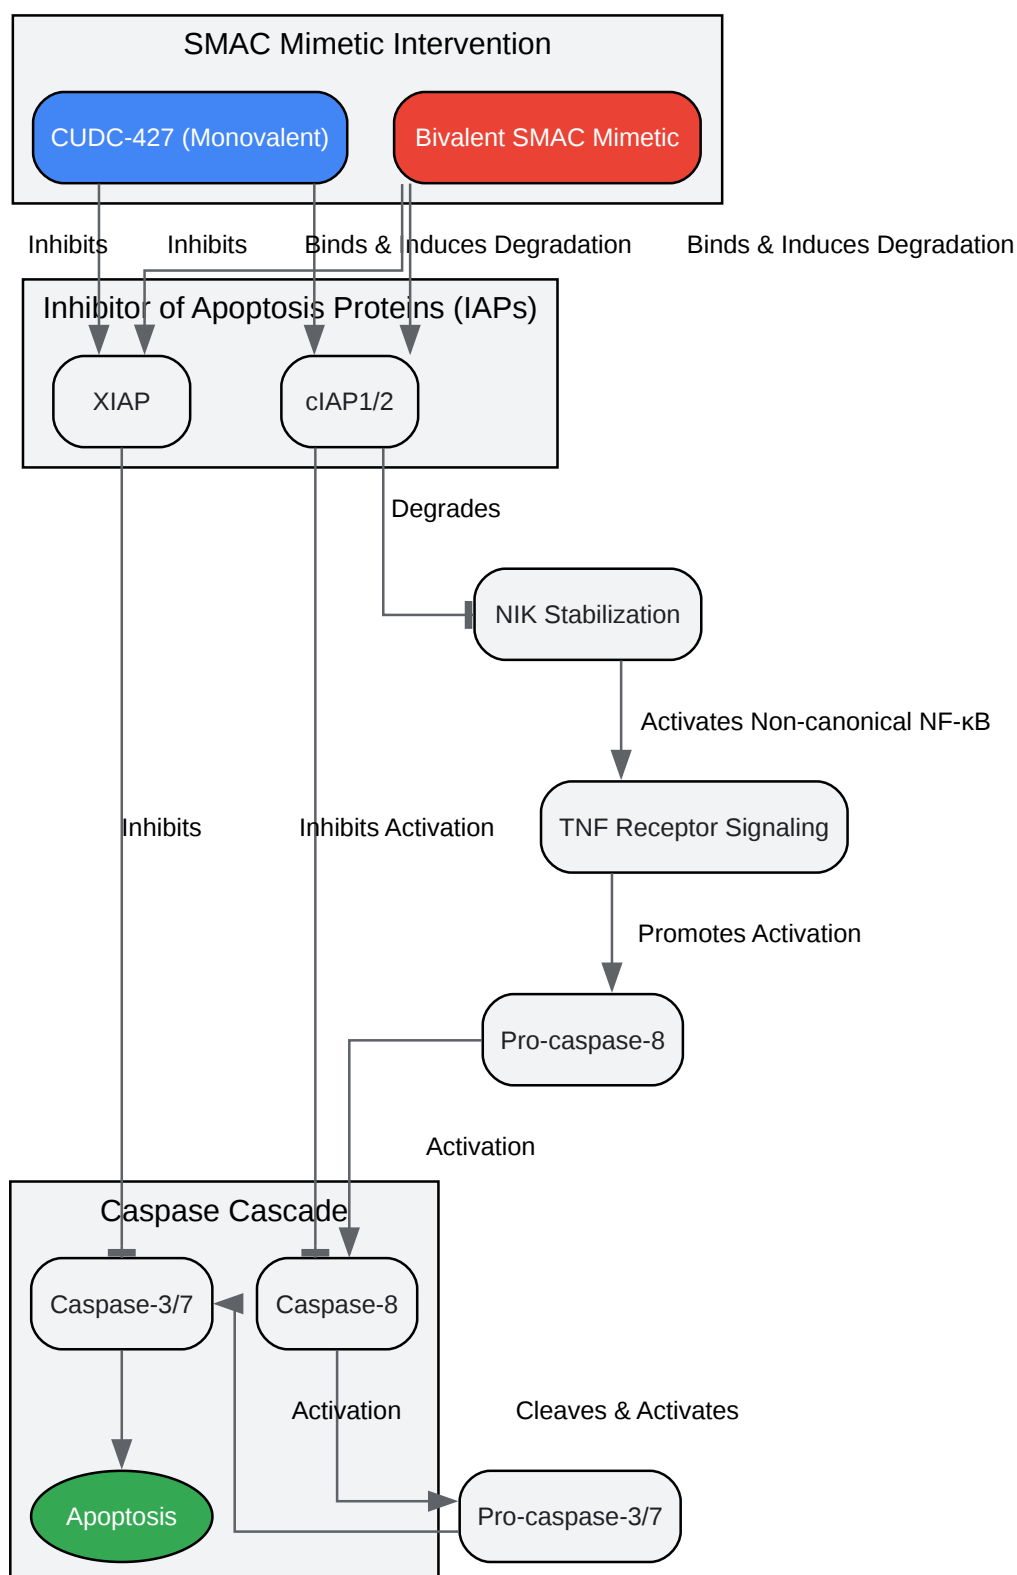 SMAC Mimetic Intervention
CUDC-427 (Monovalent)
Bivalent SMAC Mimetic
Inhibits
Inhibits
Binds & Induces Degradation
Binds & Induces Degradation
Inhibitor of Apoptosis Proteins (IAPs)
XIAP
cIAP1/2
Degrades
NIK Stabilization
Activates Non-canonical NF-κB
Inhibits
Inhibits Activation
TNF Receptor Signaling
Promotes Activation
Pro-caspase-8
Activation
Caspase Cascade
Caspase-3/7
Caspase-8
Activation
Cleaves & Activates
Apoptosis
Pro-caspase-3/7